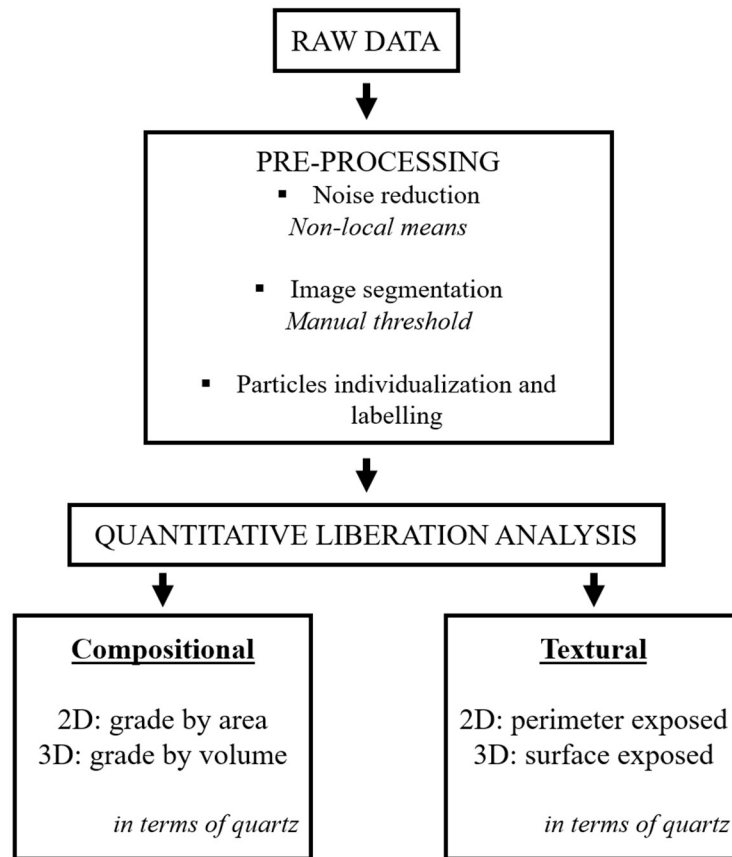 RAW DATA
PRE-PROCESSING
▪ Noise reduction
Non-local means
▪ Image segmentation
Manual threshold
▪ Particles individualization and
labelling
QUANTITATIVE LIBERATION ANALYSIS
Compositional
2D: grade by area
3D: grade by volume
in terms of quartz
Textural
2D: perimeter exposed
3D: surface exposed
in terms of quartz